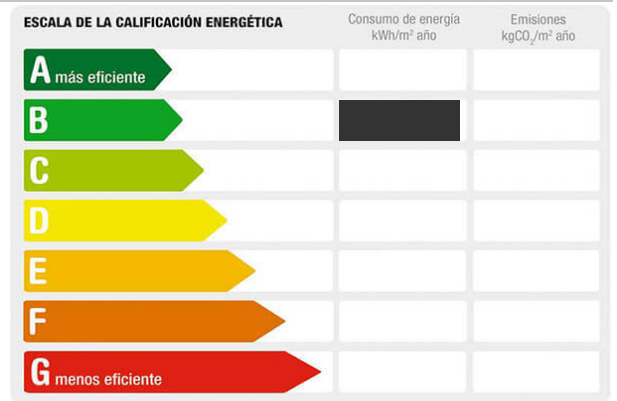 ESCALA DE LA CALIFICACIÓN ENERGÉTICA
Consumo de energía
kWh/m² año
Emisiones
kgCO₂/m² año
A más eficiente
B
C
D
E
F
G menos eficiente